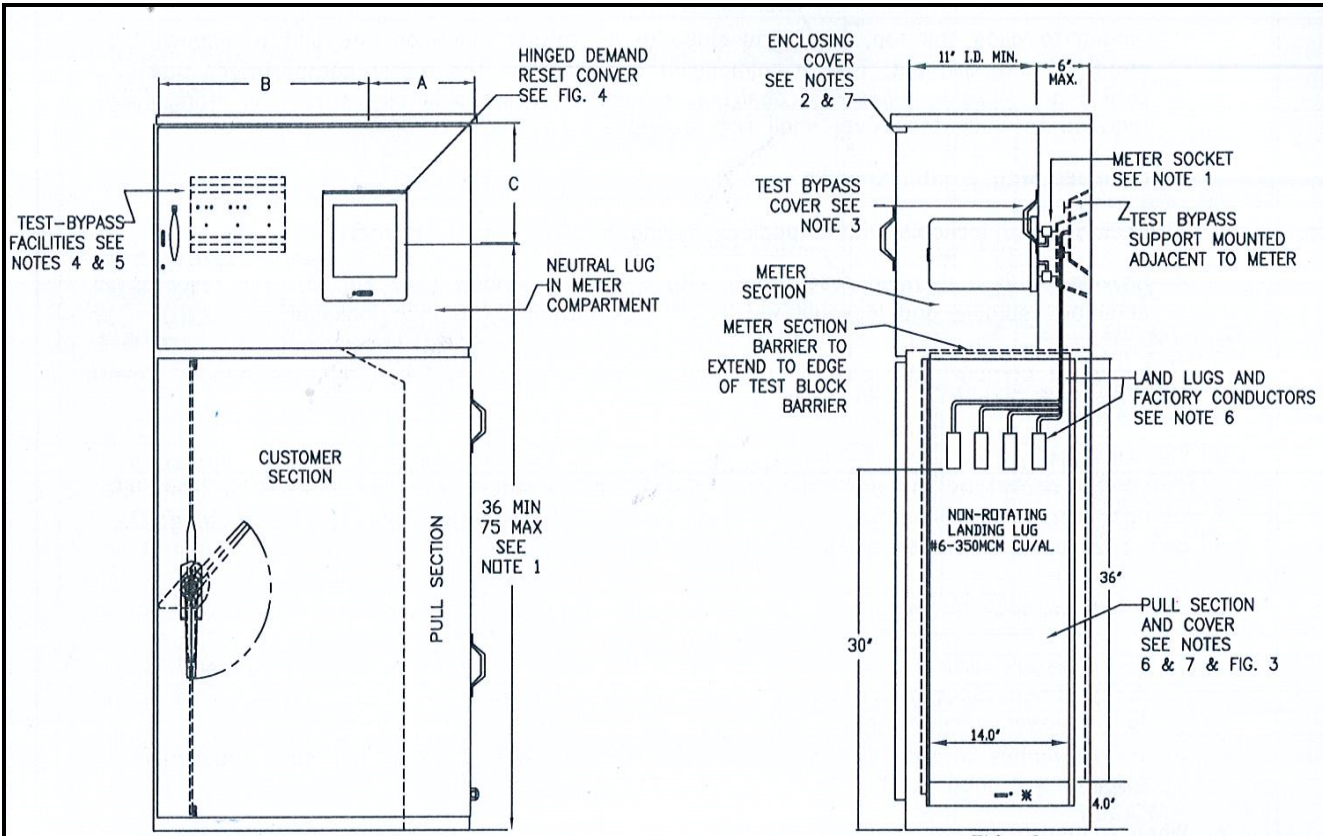 B
A
HINGED DEMAND
RESET CONVER
SEE FIG. 4
C
TEST-BYPASS
FACILITIES SEE
NOTES 4 & 5
NEUTRAL LUG
IN METER
COMPARTMENT
CUSTOMER
SECTION
36 MIN
75 MAX
SEE
NOTE 1
PULL SECTION
ENCLOSING
COVER
SEE NOTES
2 & 7
11" I.D. MIN.
6"
MAX.
METER SOCKET
SEE NOTE 1
TEST BYPASS
COVER SEE
NOTE 3
TEST BYPASS
SUPPORT MOUNTED
ADJACENT TO METER
METER
SECTION
METER SECTION
BARRIER TO
EXTEND TO EDGE
OF TEST BLOCK
BARRIER
LAND LUGS AND
FACTORY CONDUCTORS
SEE NOTE 6
NON-ROTATING
LANDING LUG
#6-350MCM CU/AL
36"
30"
PULL SECTION
AND COVER
SEE NOTES
6 & 7 & FIG. 3
14.0"
4.0"